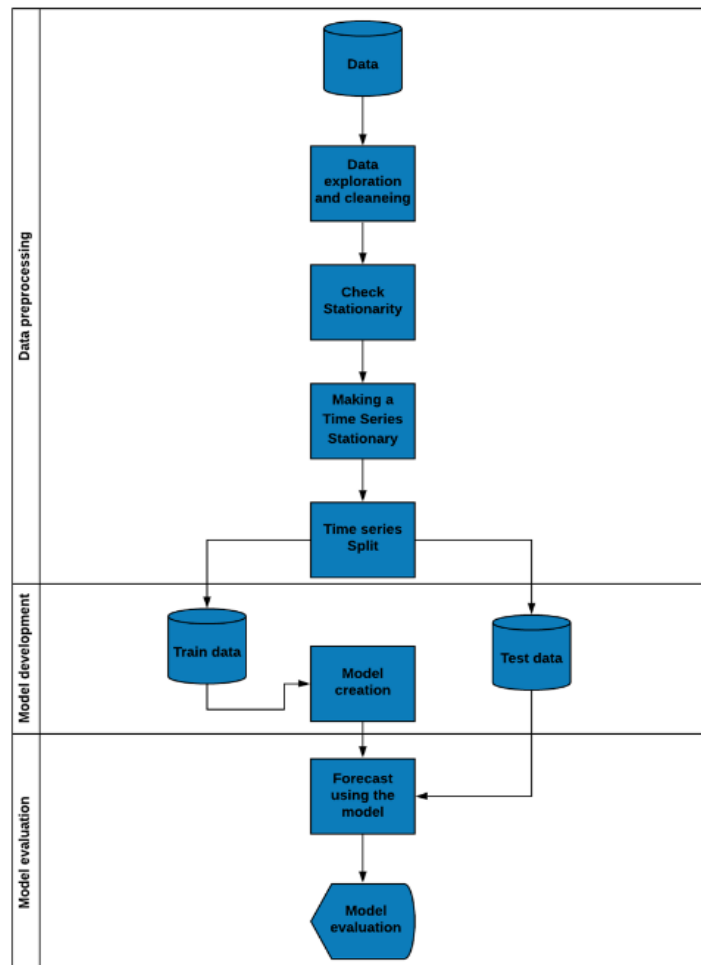 Data preprocessing
Data
Data
exploration
and cleaneing
Check
Stationarity
Making a
Time Series
Stationary
Time series
Split
Model development
Train data
Model
creation
Test data
Model evaluation
Forecast
using the
model
Model
evaluation